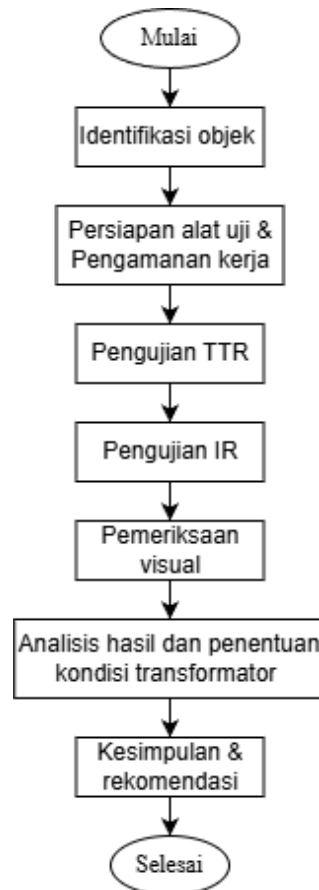 Mulai
Identifikasi objek
Persiapan alat uji &
Pengamanan kerja
Pengujian TTR
Pengujian IR
Pemeriksaan
visual
Analisis hasil dan penentuan
kondisi transformator
Kesimpulan &
rekomendasi
Selesai